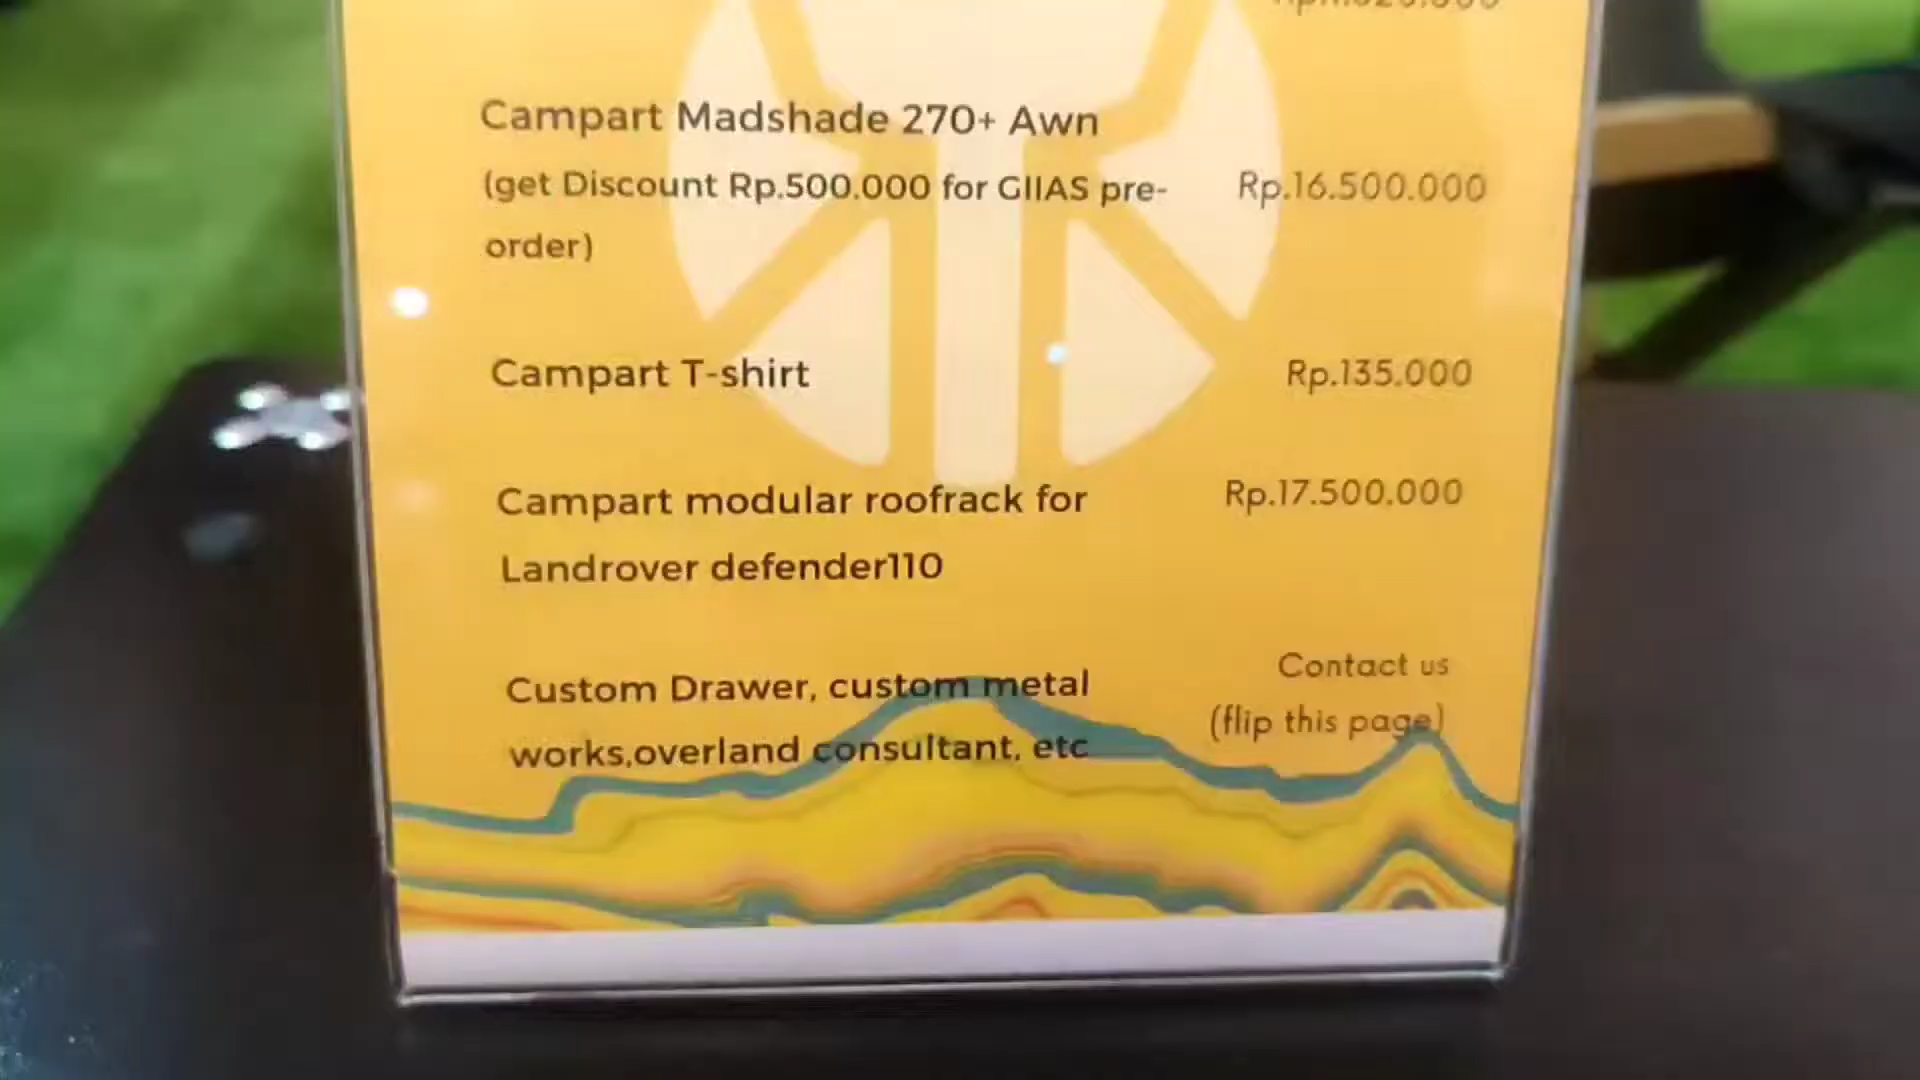 Campart Madshade 270+ Awn
(get Discount Rp.500.000 for GIIAS pre-
order)
Rp.16.500.000
Campart T-shirt
Rp.135.000
Campart modular roofrack for
Landrover defender110
Rp.17.500.000
Custom Drawer, custom metal
works,overland consultant, etc
Contact us
(flip this page)